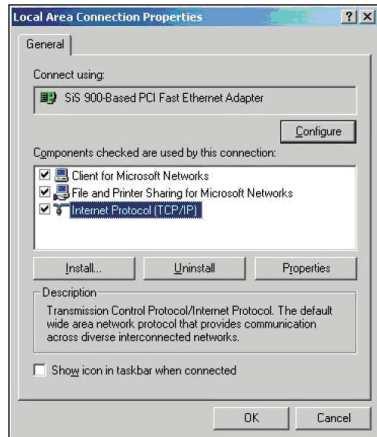 Local Area Connection Properties
General
Connect using:
SiS 900-Based PCI Fast Ethernet Adapter
Configure
Components checked are used by this connection:
Client for Microsoft Networks
File and Printer Sharing for Microsoft Networks
Internet Protocol (TCP/IP)
Install... Uninstall Properties
Description
Transmission Control Protocol/Internet Protocol. The default
wide area network protocol that provides communication
across diverse interconnected networks.
Show icon in taskbar when connected
OK Cancel